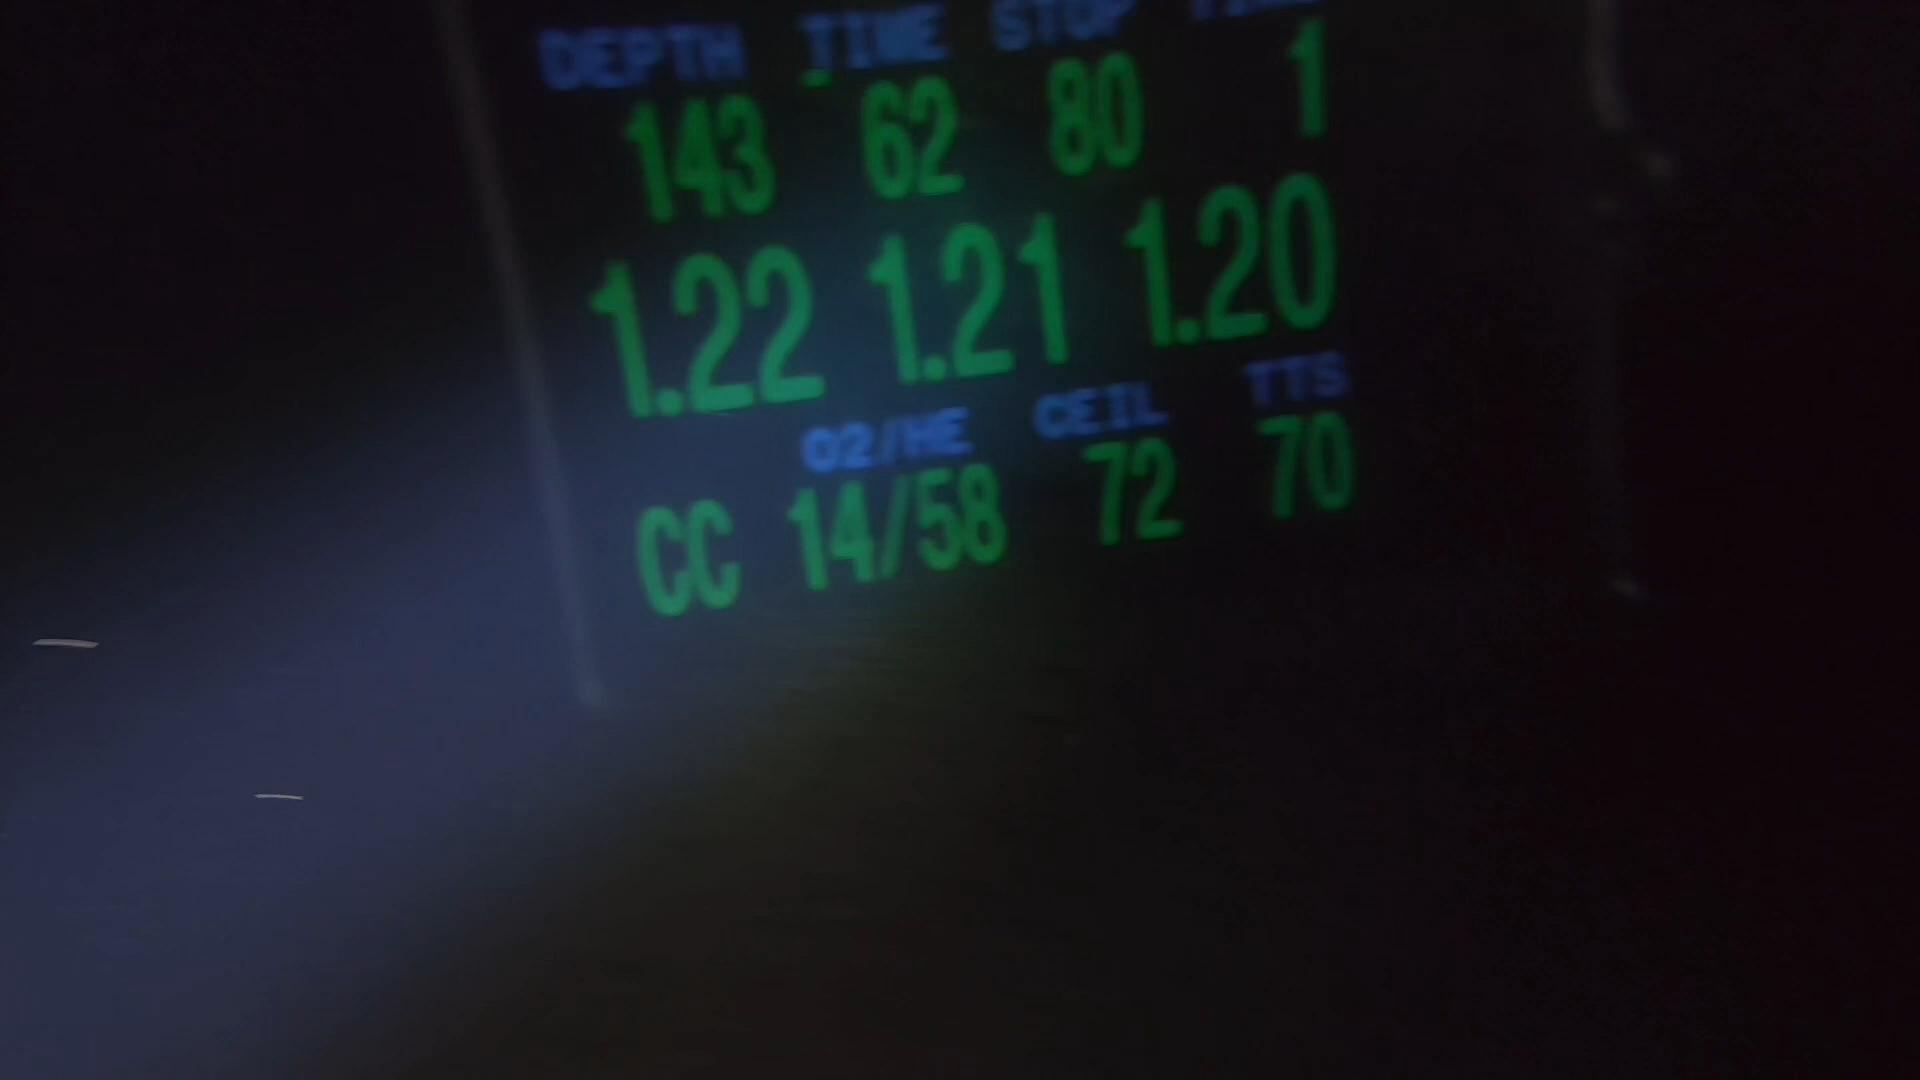 DEPTH TIME STOP TIME
143 62 80 1
1.22 1.21 1.20
O2/HE CEIL TTS
CC 14/58 72 70